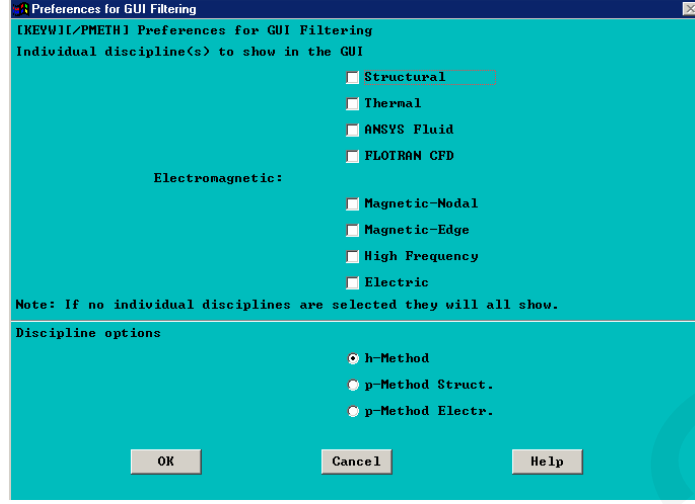 Preferences for GUI Filtering
[KEYW][/PMETH] Preferences for GUI Filtering
Individual discipline(s) to show in the GUI
Structural
Thermal
ANSYS Fluid
FLOTRAN CFD
Electromagnetic:
Magnetic-Nodal
Magnetic-Edge
High Frequency
Electric
Note: If no individual disciplines are selected they will all show.
Discipline options
h-Method
p-Method Struct.
p-Method Electr.
OK Cancel Help